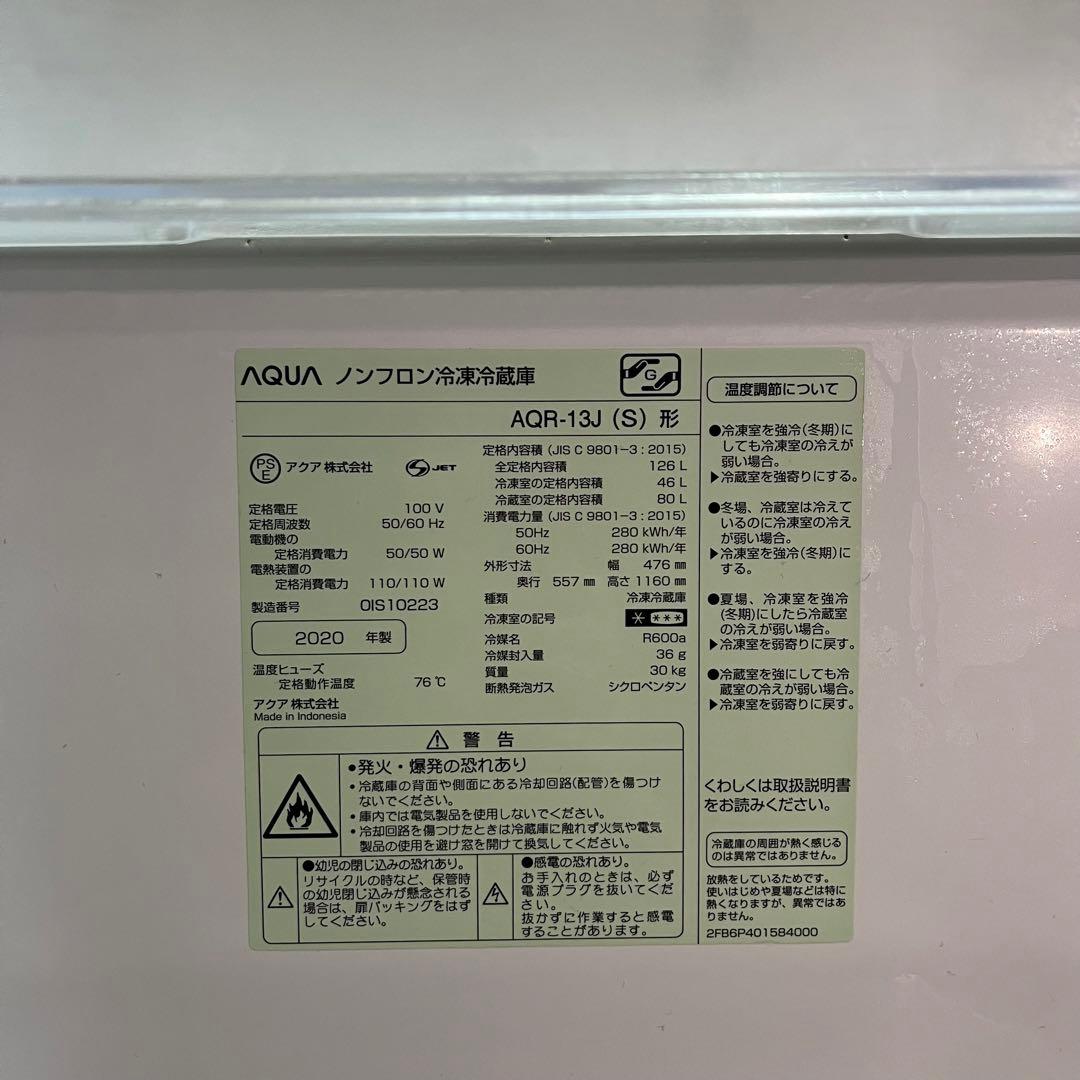 AQUA ノンフロン冷凍冷蔵庫
G
AQR-13J (S) 形
PS
E
アクア株式会社
S JET
定格電圧 100 V
定格周波数 50/60 Hz
電動機の
定格消費電力 50/50 W
電熱装置の
定格消費電力 110/110 W
製造番号 0IS10223
2020 年製
温度ヒューズ
定格動作温度 76 ℃
アクア株式会社
Made in Indonesia
定格内容積 (JIS C 9801-3 : 2015)
全定格内容積 126 L
冷凍室の定格内容積 46 L
冷蔵室の定格内容積 80 L
消費電力量 (JIS C 9801-3 : 2015)
50Hz 280 kWh/年
60Hz 280 kWh/年
外形寸法 幅 476 ㎜
奥行 557 ㎜ 高さ 1160 ㎜
種類 冷凍冷蔵庫
冷凍室の記号
冷媒名 R600a
冷媒封入量 36 g
質量 30 kg
断熱発泡ガス シクロペンタン
警 告
●発火・爆発の恐れあり
・冷蔵庫の背面や側面にある冷却回路(配管)を傷つけ
ないでください。
・庫内では電気製品を使用しないでください。
・冷却回路を傷つけたときは冷蔵庫に触れず火気や電気
製品の使用を避け窓を開けて換気してください。
●幼児の閉じ込みの恐れあり。
リサイクルの時など、保管時
の幼児閉じ込みが懸念される
場合は、扉パッキングをはず
してください。
●感電の恐れあり。
お手入れのときは、必ず
電源プラグを抜いてくだ
さい。
抜かずに作業すると感電
することがあります。
温度調節について
●冷凍室を強冷(冬期)に
しても冷凍室の冷えが
弱い場合。
▶冷蔵室を強寄りにする。
●冬場、冷蔵室は冷えて
いるのに冷凍室の冷え
が弱い場合。
▶冷凍室を強冷(冬期)に
する。
●夏場、冷凍室を強冷
(冬期)にしたら冷蔵室
の冷えが弱い場合。
▶冷凍室を弱寄りに戻す。
●冷蔵室を強にしても冷
蔵室の冷えが弱い場合。
▶冷凍室を弱寄りに戻す。
くわしくは取扱説明書
をお読みください。
冷蔵庫の周囲が熱く感じる
のは異常ではありません。
放熱をしているためです。
使いはじめや夏場などは特に
熱くなりますが、異常ではあ
りません。
2FB6P401584000